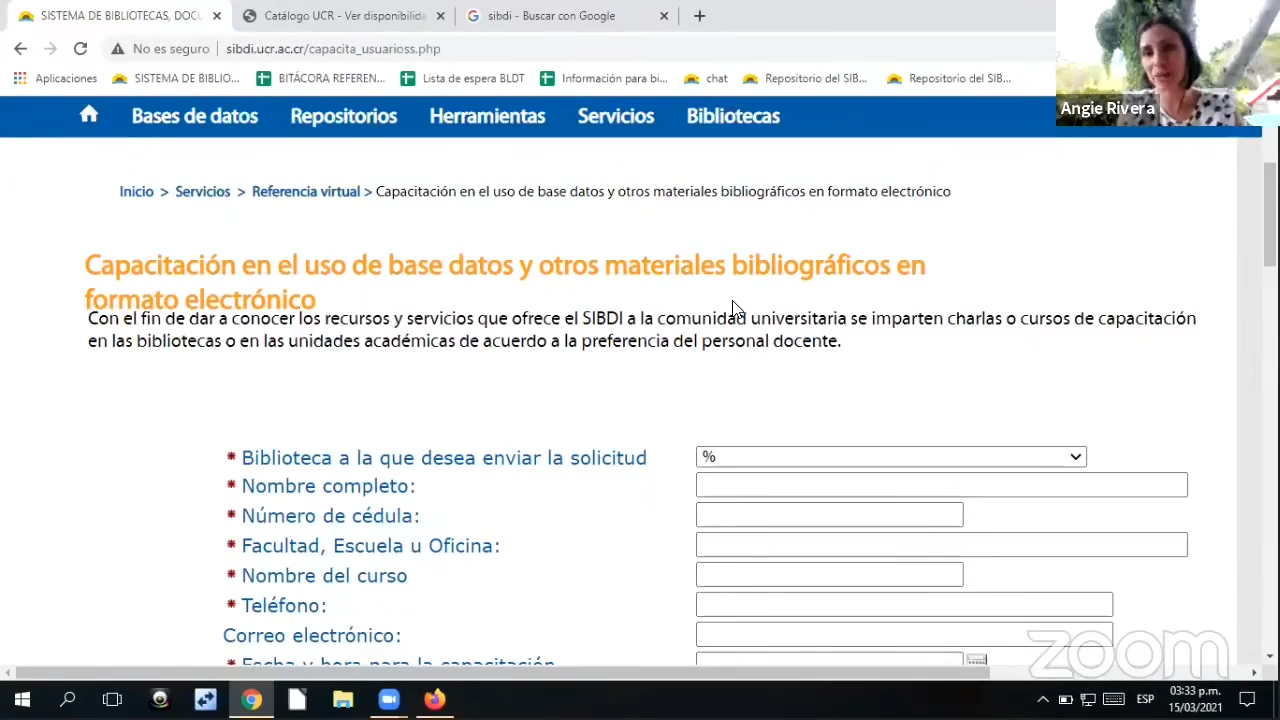 SISTEMA DE BIBLIOTECAS, DOCU
Catálogo UCR - Ver disponibilida
sibdi - Buscar con Google
No es seguro
sibdi.ucr.ac.cr/capacita_usuarioss.php
Aplicaciones
SISTEMA DE BIBLIO...
BITÁCORA REFEREN...
Lista de espera BLDT
Información para bi...
chat
Repositorio del SIB...
Repositorio del SIB...
Angie Rivera
Bases de datos Repositorios Herramientas Servicios Bibliotecas
Inicio > Servicios > Referencia virtual > Capacitación en el uso de base datos y otros materiales bibliográficos en formato electrónico
Capacitación en el uso de base datos y otros materiales bibliográficos en
formato electrónico
Con el fin de dar a conocer los recursos y servicios que ofrece el SIBDI a la comunidad universitaria se imparten charlas o cursos de capacitación
en las bibliotecas o en las unidades académicas de acuerdo a la preferencia del personal docente.
* Biblioteca a la que desea enviar la solicitud %
* Nombre completo:
* Número de cédula:
* Facultad, Escuela u Oficina:
* Nombre del curso
* Teléfono:
Correo electrónico:
* Fecha y hora para la capacitación
zoom
ESP
03:33 p.m.
15/03/2021